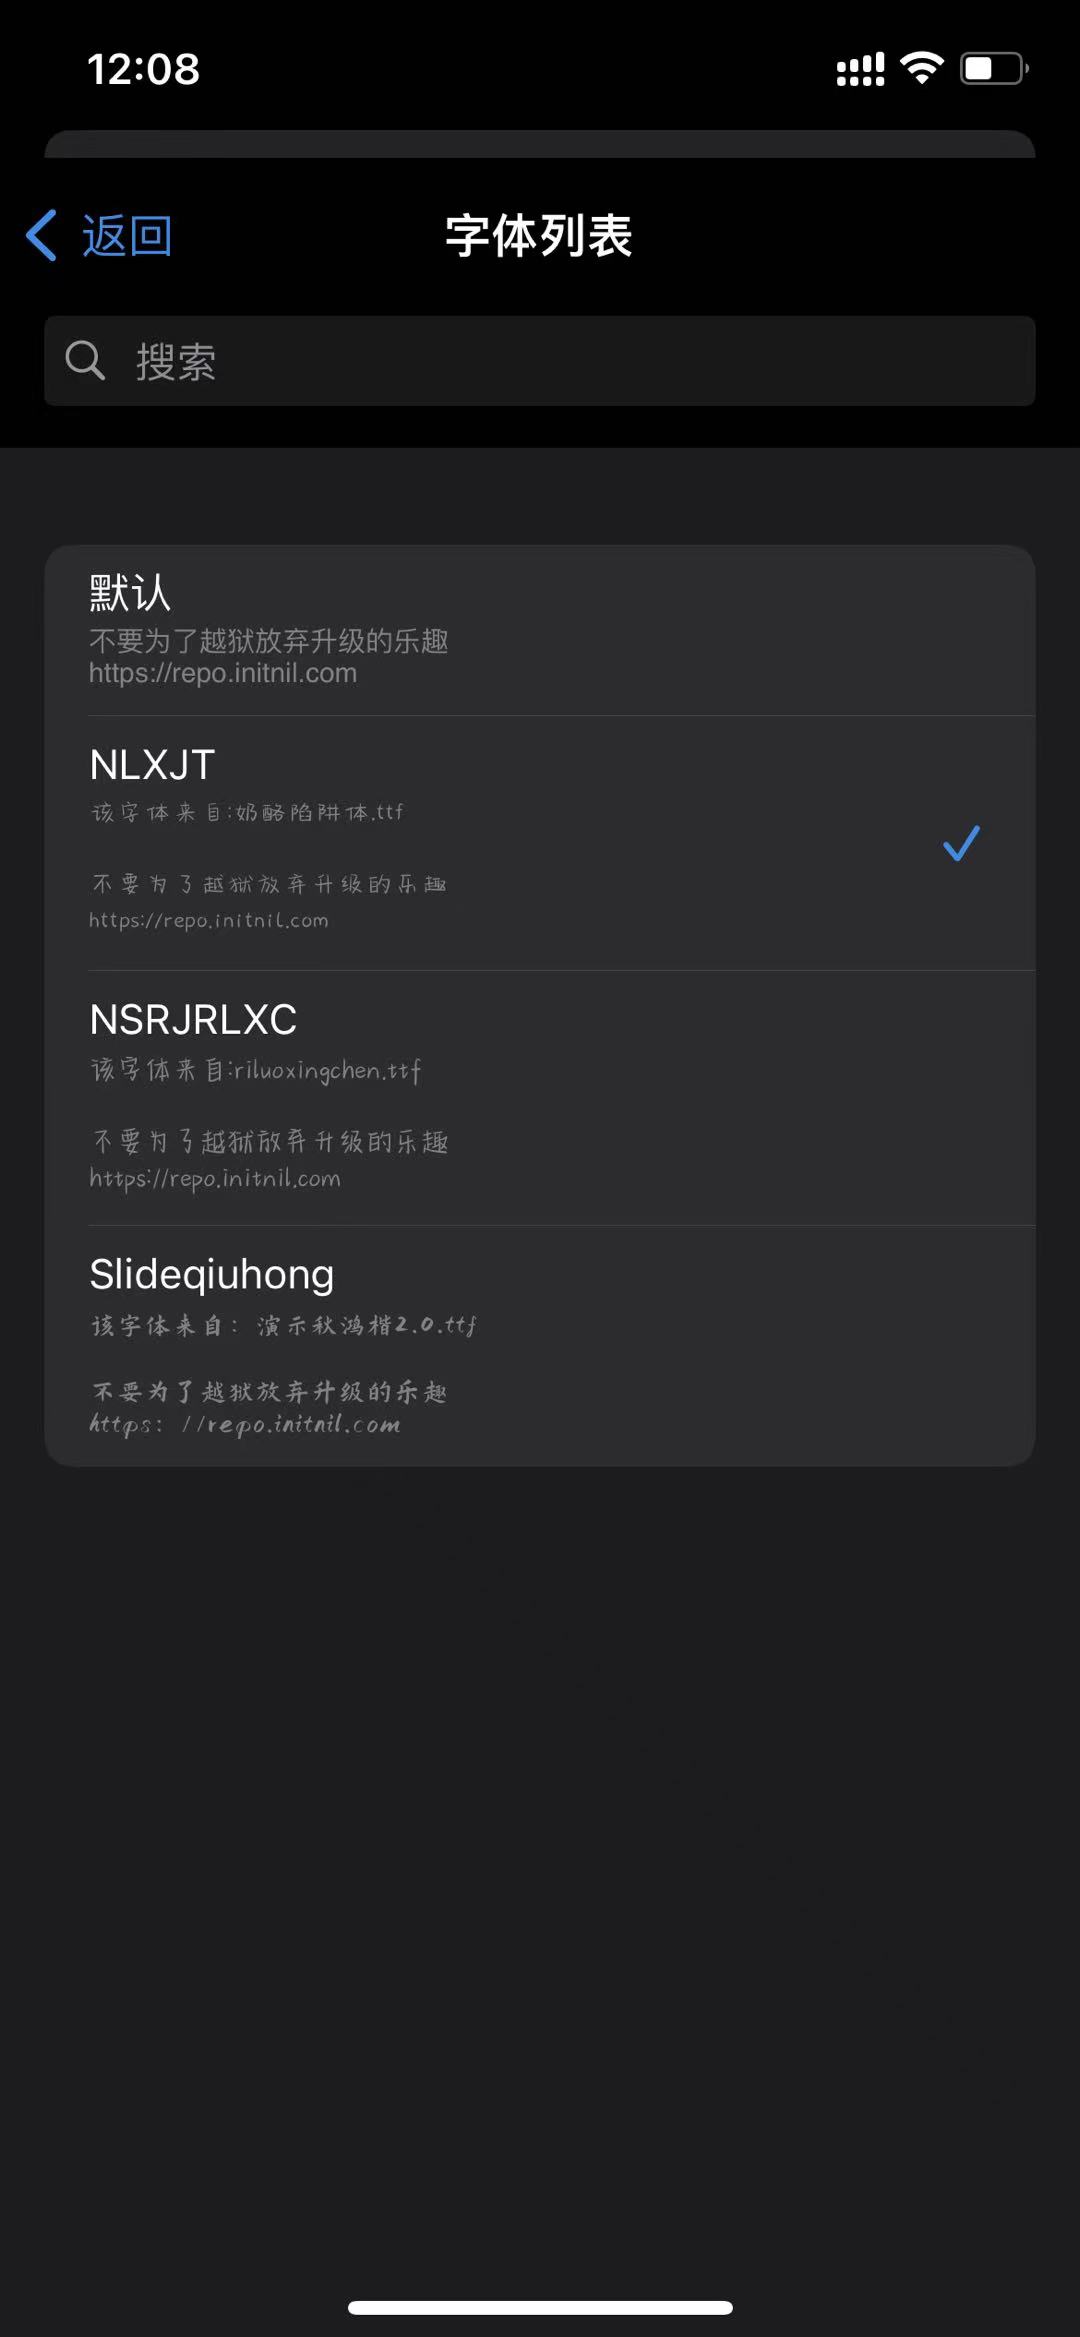 12:08
返回
字体列表
搜索
默认
不要为了越狱放弃升级的乐趣
https://repo.initnil.com
NLXJT
该字体来自:奶酪陷阱体.ttf
不要为了越狱放弃升级的乐趣
https://repo.initnil.com
NSRJRLXC
该字体来自:riluoxingchen.ttf
不要为了越狱放弃升级的乐趣
https://repo.initnil.com
Slideqiuhong
该字体来自：演示秋鸿楷2.0.ttf
不要为了越狱放弃升级的乐趣
https：//repo.initnil.com